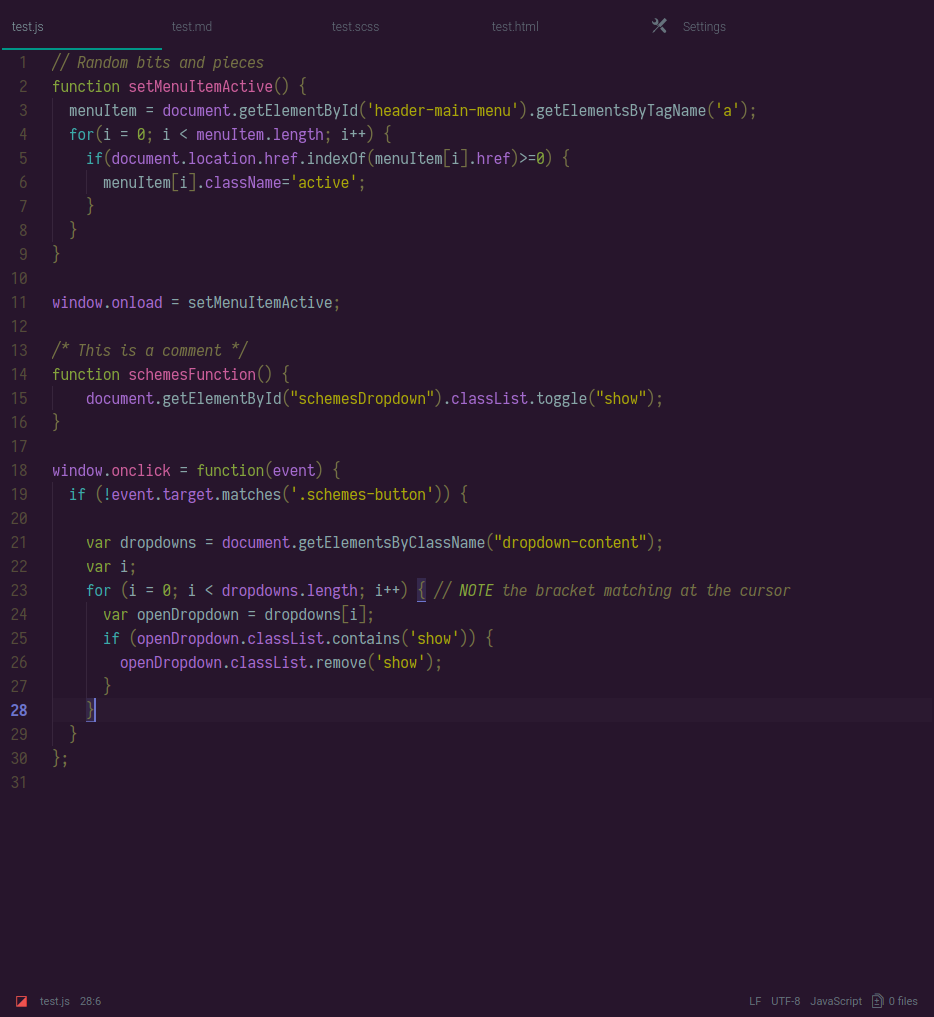 test.js test.md test.scss test.html Settings
1 // Random bits and pieces
2 function setMenuItemActive() {
3   menuItem = document.getElementById('header-main-menu').getElementsByTagName('a');
4   for(i = 0; i < menuItem.length; i++) {
5     if(document.location.href.indexOf(menuItem[i].href)>=0) {
6       menuItem[i].className='active';
7     }
8   }
9 }
10
11 window.onload = setMenuItemActive;
12
13 /* This is a comment */
14 function schemesFunction() {
15     document.getElementById("schemesDropdown").classList.toggle("show");
16 }
17
18 window.onclick = function(event) {
19   if (!event.target.matches('.schemes-button')) {
20
21     var dropdowns = document.getElementsByClassName("dropdown-content");
22     var i;
23     for (i = 0; i < dropdowns.length; i++) { // NOTE the bracket matching at the cursor
24       var openDropdown = dropdowns[i];
25       if (openDropdown.classList.contains('show')) {
26         openDropdown.classList.remove('show');
27       }
28     }
29   }
30 };
31
test.js 28:6 LF UTF-8 JavaScript 0 files